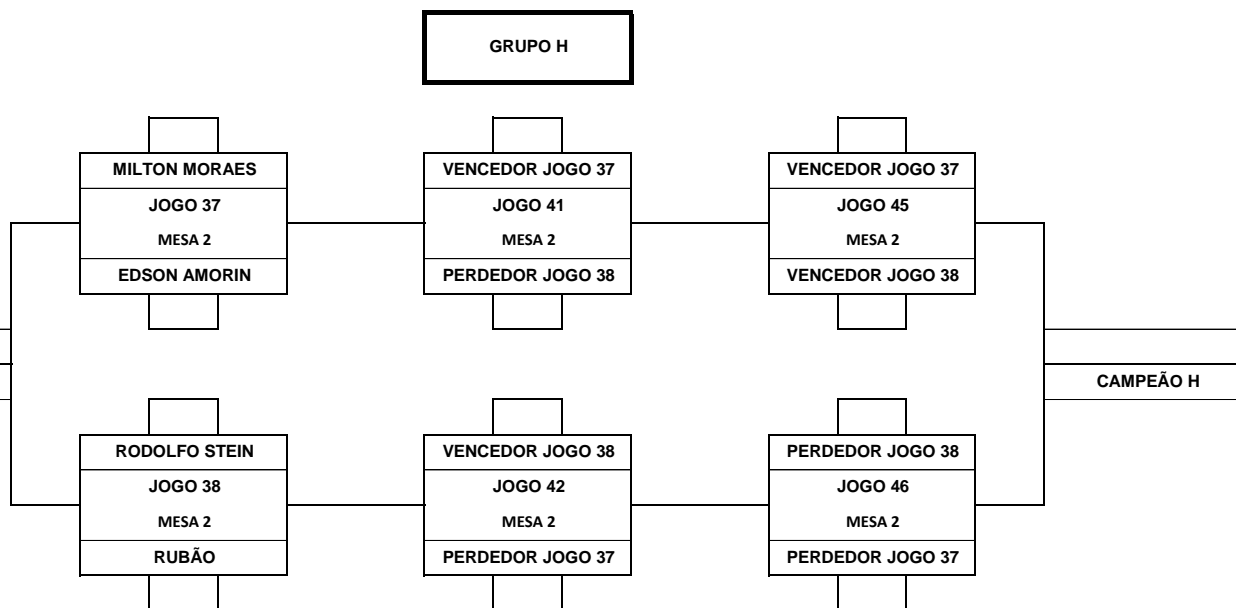 GRUPO H
MILTON MORAES
JOGO 37
MESA 2
EDSON AMORIN
VENCEDOR JOGO 37
JOGO 41
MESA 2
PERDEDOR JOGO 38
VENCEDOR JOGO 37
JOGO 45
MESA 2
VENCEDOR JOGO 38
CAMPEÃO H
RODOLFO STEIN
JOGO 38
MESA 2
RUBÃO
VENCEDOR JOGO 38
JOGO 42
MESA 2
PERDEDOR JOGO 37
PERDEDOR JOGO 38
JOGO 46
MESA 2
PERDEDOR JOGO 37